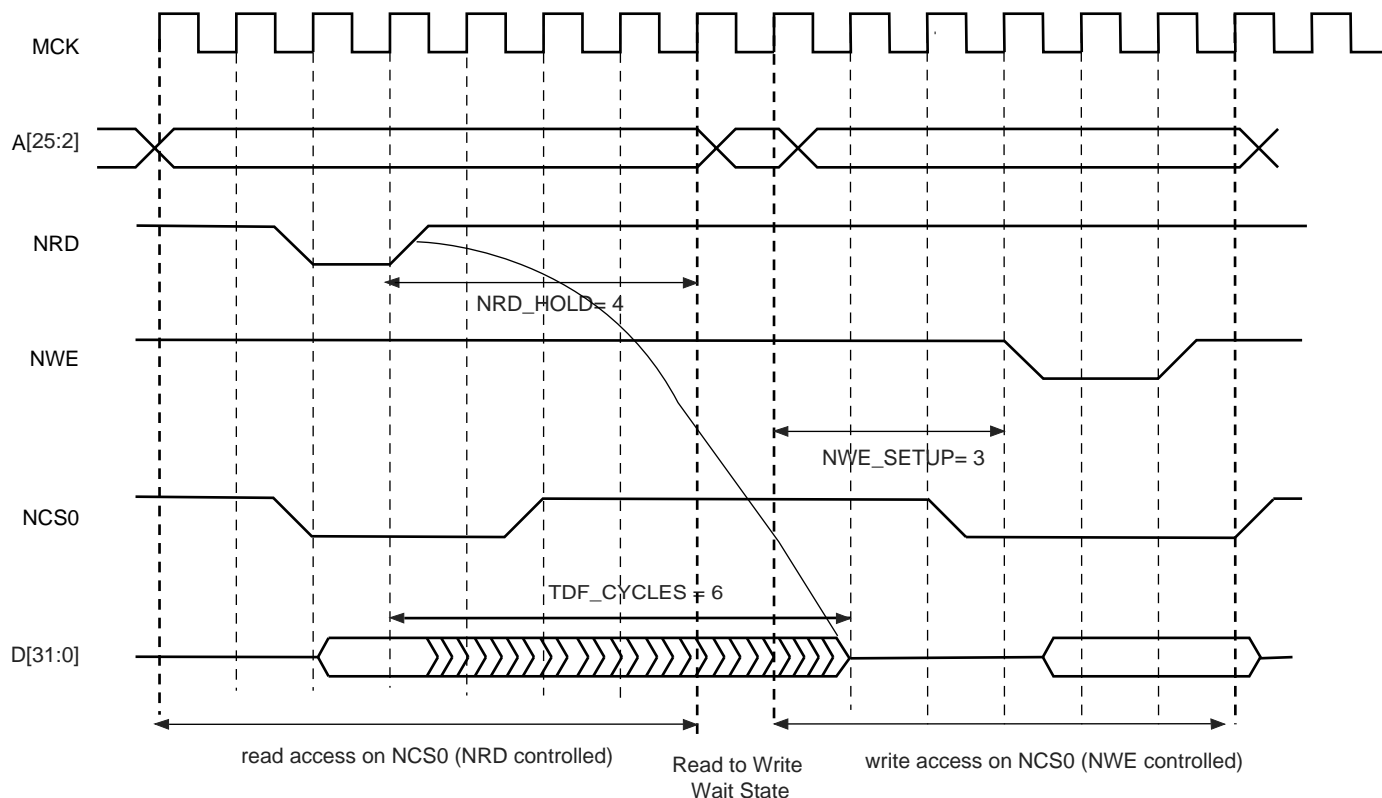 MCK
A[25:2]
NRD
NRD_HOLD= 4
NWE
NWE_SETUP= 3
NCS0
TDF_CYCLES = 6
D[31:0]
read access on NCS0 (NRD controlled)
Read to Write
Wait State
write access on NCS0 (NWE controlled)